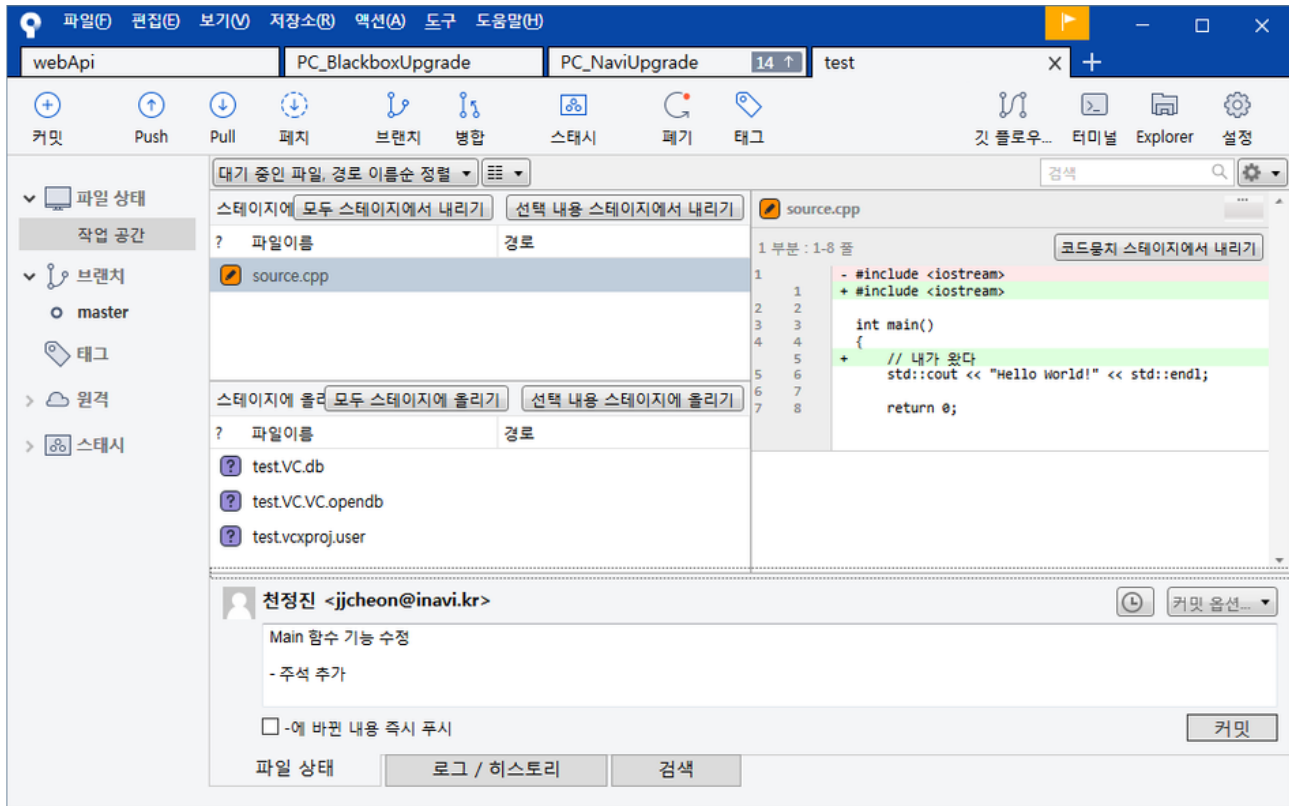 파일(F) 편집(E) 보기(V) 저장소(R) 액션(A) 도구 도움말(H)
webApi PC_BlackboxUpgrade PC_NaviUpgrade 14 ↑ test
커밋 Push Pull 페치 브랜치 병합 스태시 폐기 태그 깃 플로우... 터미널 Explorer 설정
대기 중인 파일, 경로 이름순 정렬 검색
파일 상태
작업 공간
브랜치
master
태그
원격
스태시
스테이지에 모두 스테이지에서 내리기 선택 내용 스테이지에서 내리기
? 파일이름 경로
source.cpp
스테이지에 올리 모두 스테이지에 올리기 선택 내용 스테이지에 올리기
? 파일이름 경로
? test.VC.db
? test.VC.VC.opendb
? test.vcxproj.user
source.cpp ...
1 부분 : 1-8 줄 코드뭉치 스테이지에서 내리기
1 - #include <iostream>
1 + #include <iostream>
2 2
3 3 int main()
4 4 {
5 + // 내가 왔다
5 6 std::cout << "Hello World!" << std::endl;
6 7
7 8 return 0;
천정진 <jjcheon@inavi.kr> 커밋 옵션...
Main 함수 기능 수정
- 주석 추가
-에 바뀐 내용 즉시 푸시 커밋
파일 상태 로그 / 히스토리 검색